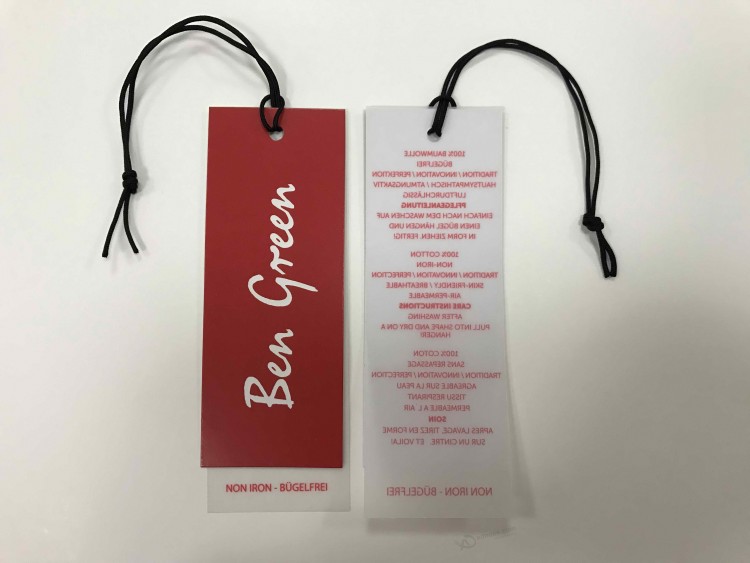 Ben Green
NON IRON - BÜGELFREI
100% BAUMWOLLE
BÜGELFREI
TRADITION / INNOVATION / PERFEKTION
HAUTSYMPATHISCH / ATMUNGSAKTIV
LUFTDURCHLÄSSIG
PFLEGEANLEITUNG
EINFACH NACH DEM WASCHEN AUF
EINEN BÜGEL HÄNGEN UND
IN FORM ZIEHEN. FERTIG!
100% COTTON
NON-IRON
TRADITION / INNOVATION / PERFECTION
SKIN-FRIENDLY / BREATHABLE
AIR-PERMEABLE
CARE INSTRUCTIONS
AFTER WASHING
PULL INTO SHAPE AND DRY ON A
HANGER!
100% COTON
SANS REPASSAGE
TRADITION / INNOVATION / PERFECTION
AGREABLE SUR LA PEAU
TISSU RESPIRANT
PERMEABLE A L AIR
SOIN
APRES LAVAGE, TIREZ EN FORME
SUR UN CINTRE. ET VOILA!
NON IRON - BÜGELFREI